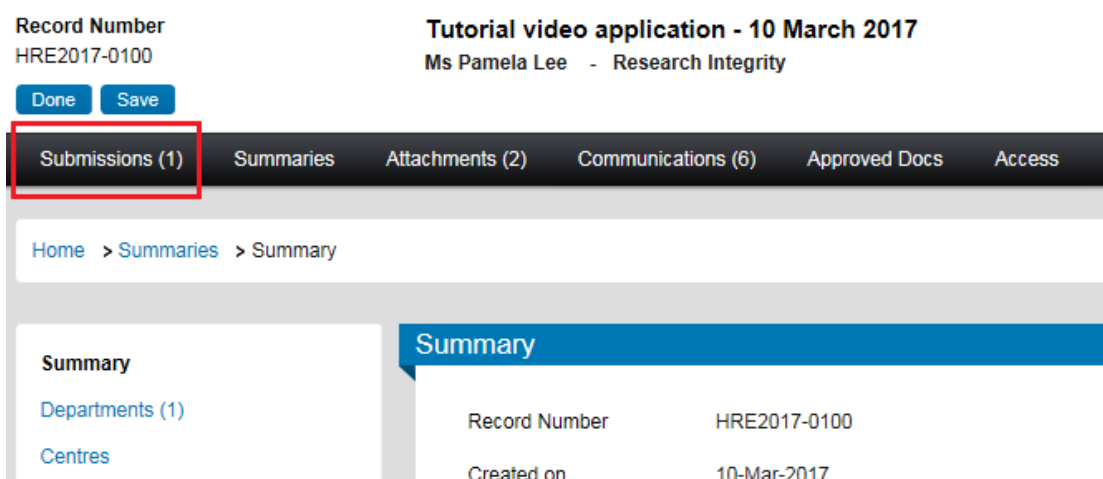 Record Number
HRE2017-0100
Tutorial video application - 10 March 2017
Ms Pamela Lee - Research Integrity
Done Save
Submissions (1) Summaries Attachments (2) Communications (6) Approved Docs Access
Home > Summaries > Summary
Summary
Departments (1)
Centres
Summary
Record Number HRE2017-0100
Created on 10-Mar-2017